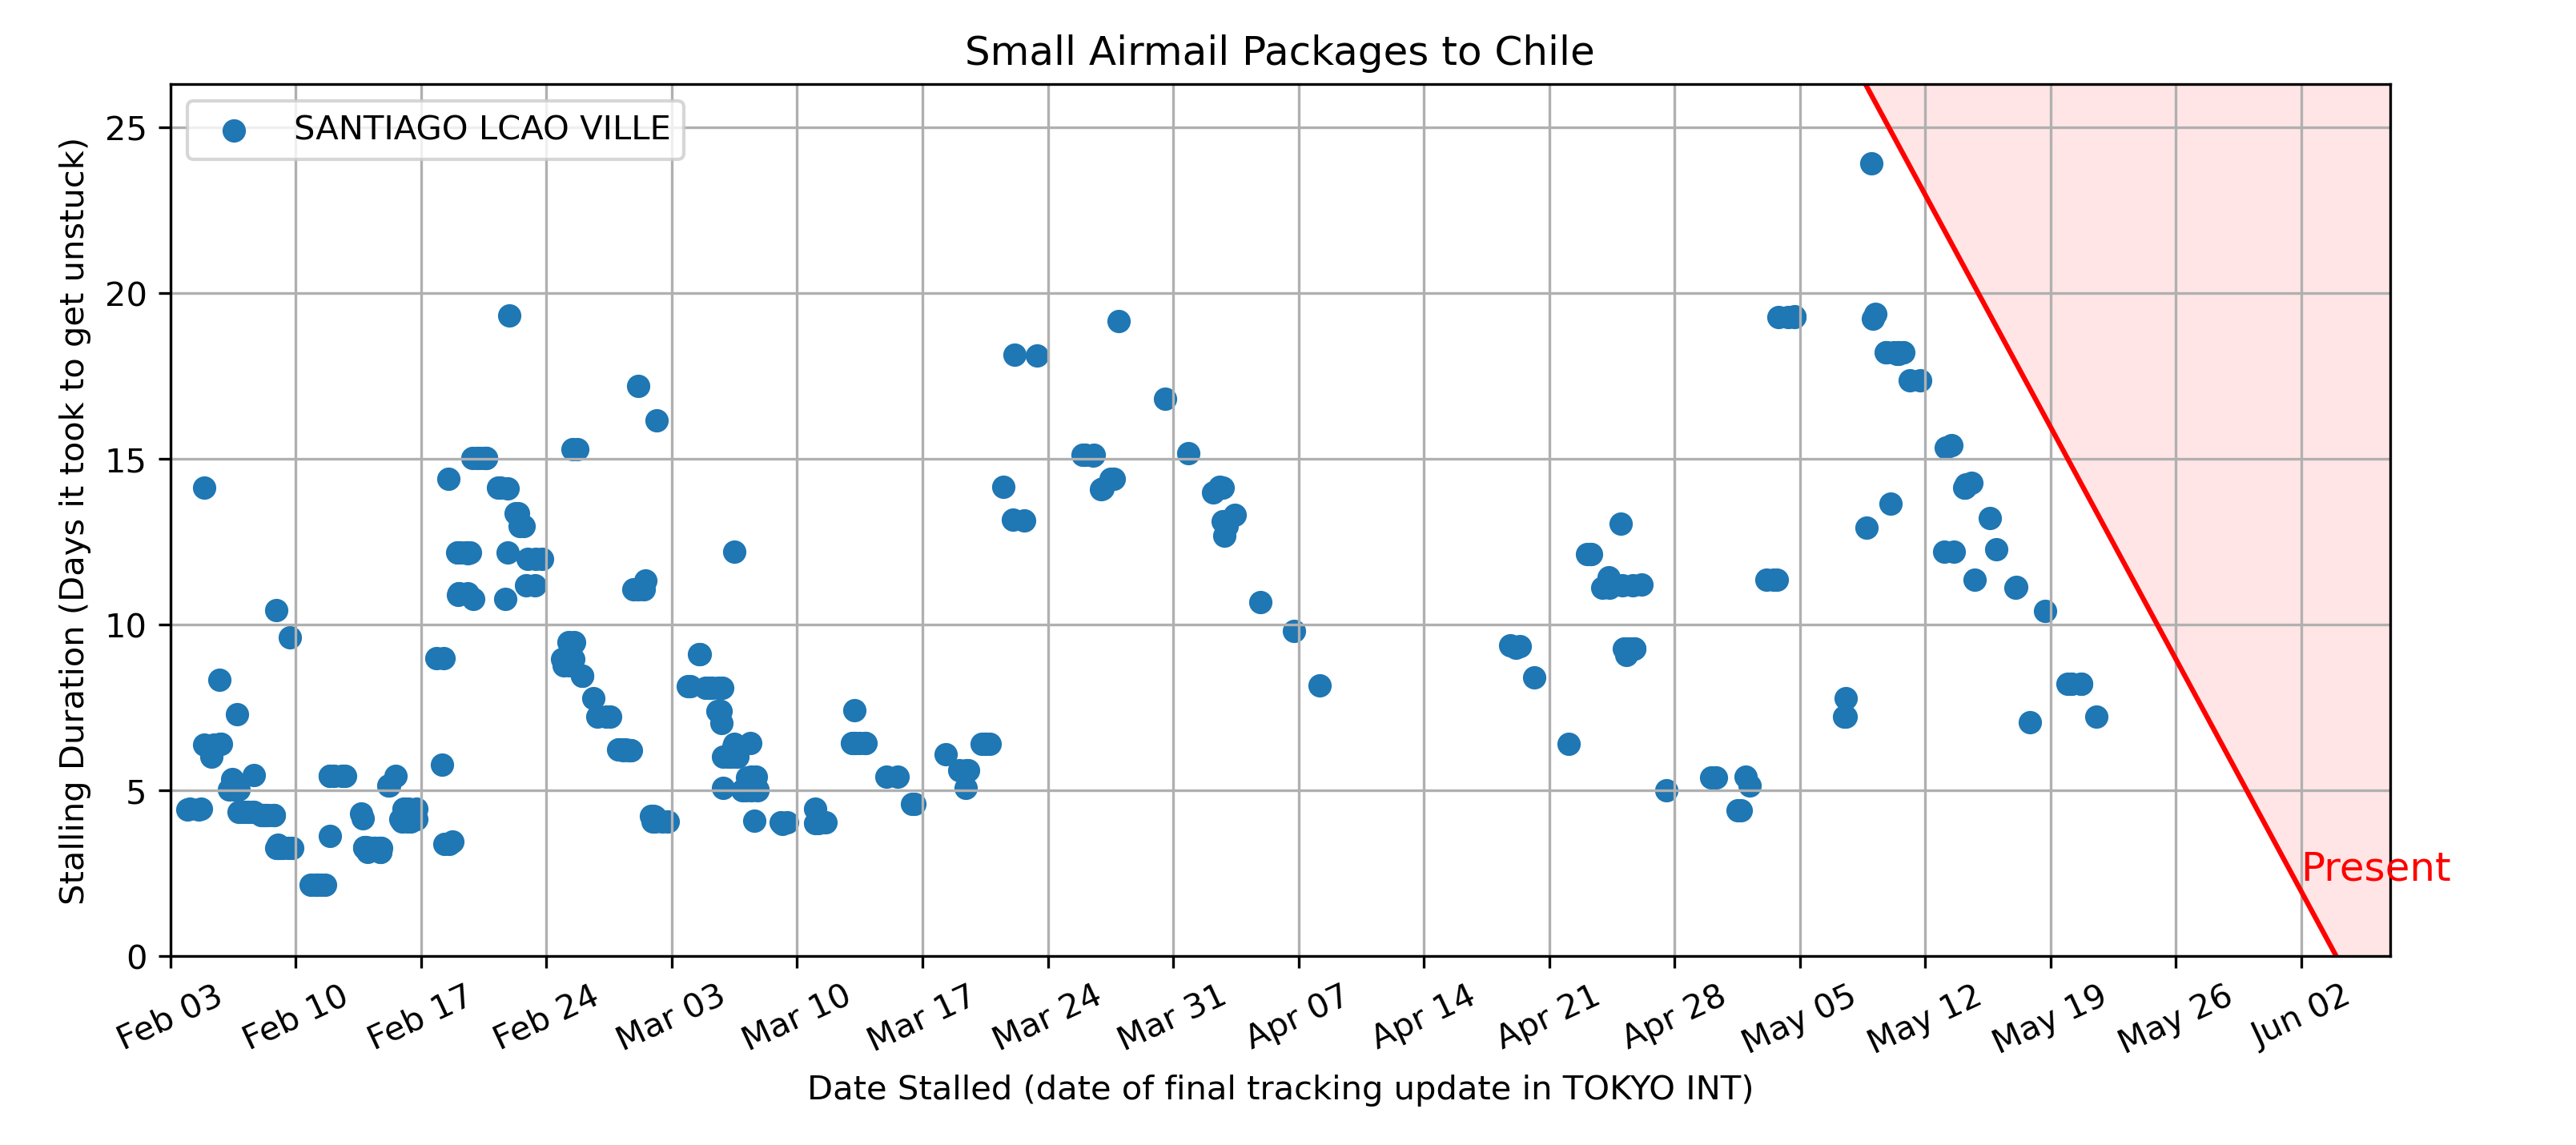 Small Airmail Packages to Chile
SANTIAGO LCAO VILLE
Stalling Duration (Days it took to get unstuck)
25
20
15
10
5
0
Present
Feb 03
Feb 10
Feb 17
Feb 24
Mar 03
Mar 10
Mar 17
Mar 24
Mar 31
Apr 07
Apr 14
Apr 21
Apr 28
May 05
May 12
May 19
May 26
Jun 02
Date Stalled (date of final tracking update in TOKYO INT)